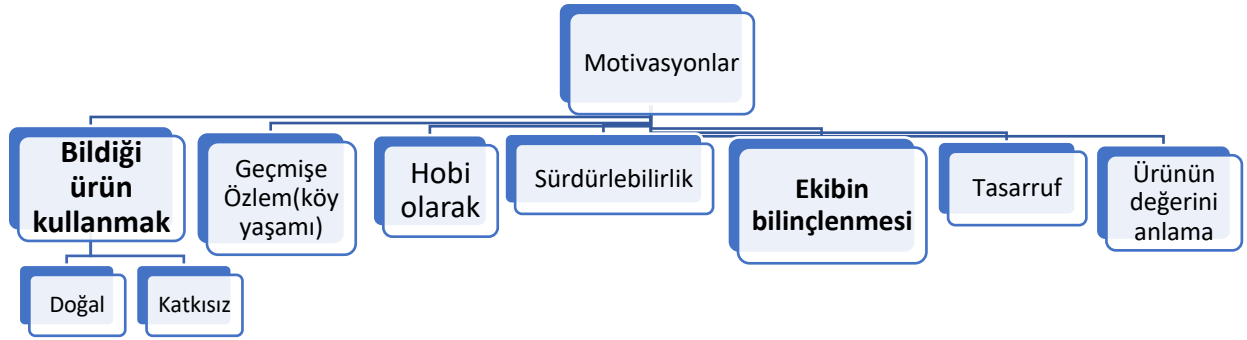 Motivasyonlar
Bildiği
ürün
kullanmak
Geçmişe
Özlem(köy
yaşamı)
Hobi
olarak
Sürdürlebilirlik
Ekibin
bilinçlenmesi
Tasarruf
Ürünün
değerini
anlama
Doğal
Katkısız